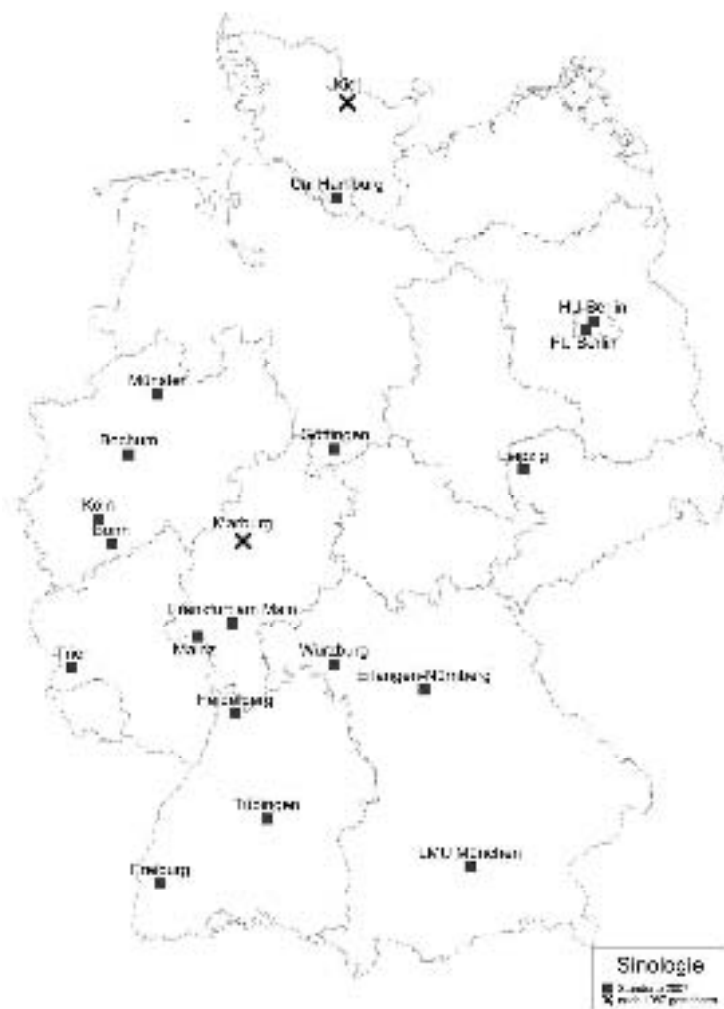 Kiel
Hamburg
HU Berlin
FU Berlin
Münster
Göttingen
Bochum
Leipzig
Köln
Bonn
Marburg
Frankfurt am Main
Mainz
Trier
Würzburg
Erlangen-Nürnberg
Heidelberg
Tübingen
LMU München
Freiburg
Sinologie